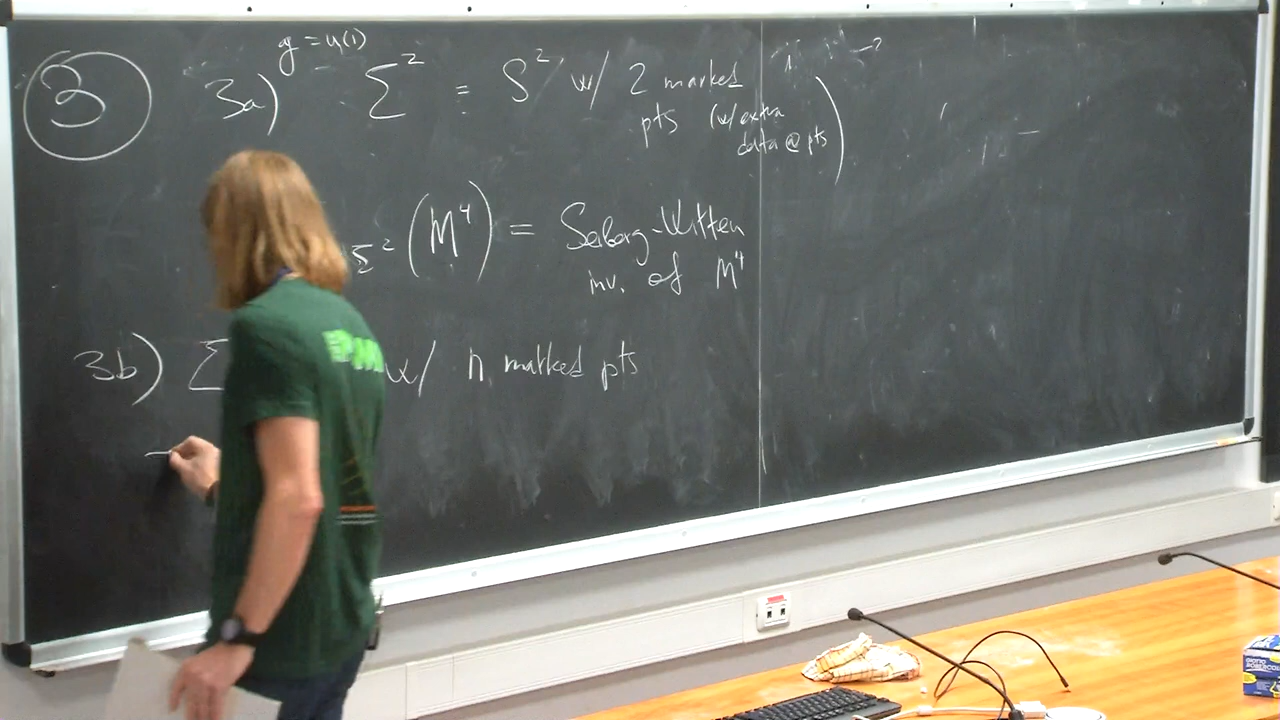 3
3a) g = u(1) Σ² = S² w/ 2 marked
pts (w/ extra
data @ pts)
Σ² (M⁴) = Seiberg-Witten
inv. of M⁴
3b) Σ w/ n marked pts